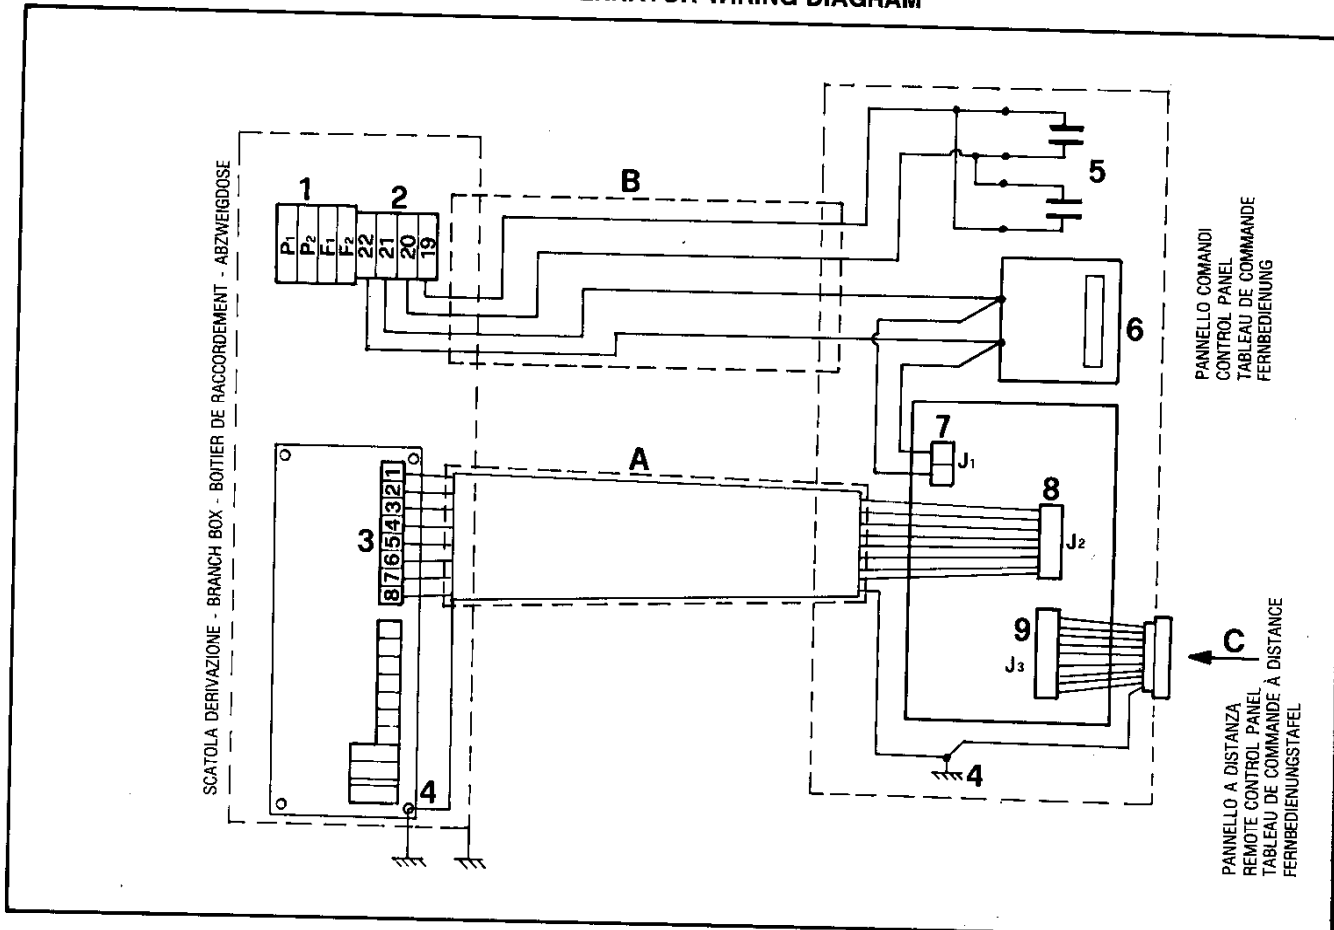 WIRING DIAGRAM
SCATOLA DERIVAZIONE - BRANCH BOX - BOITIER DE RACCORDEMENT - ABZWEIGDOSE
1
2
P1
P2
F1
F2
22
21
20
19
B
5
6
PANNELLO COMANDI
CONTROL PANEL
TABLEAU DE COMMANDE
FERNBEDIENUNG
A
7
J1
3
1
2
3
4
5
6
7
8
8
J2
9
J3
C
4
4
PANNELLO A DISTANZA
REMOTE CONTROL PANEL
TABLEAU DE COMMANDE À DISTANCE
FERNBEDIENUNGSTAFEL